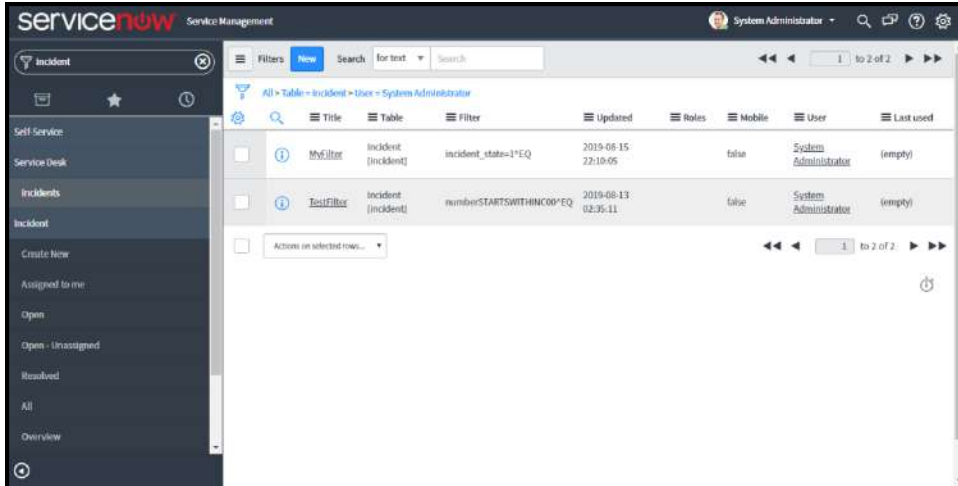 servicenow Service Management
System Administrator
Incident
Self-Service
Service Desk
Incidents
Incident
Create New
Assigned to me
Open
Open - Unassigned
Resolved
All
Overview
Filters New Search for text Search
1 to 2 of 2
All > Table = Incident > User = System Administrator
Title Table Filter Updated Roles Mobile User Last used
MyFilter Incident [incident] incident_state=1^EQ 2019-08-15 22:10:05 false System Administrator (empty)
TestFilter Incident [incident] numberSTARTSWITHINC00^EQ 2019-08-13 02:35:11 false System Administrator (empty)
Actions on selected rows...
1 to 2 of 2